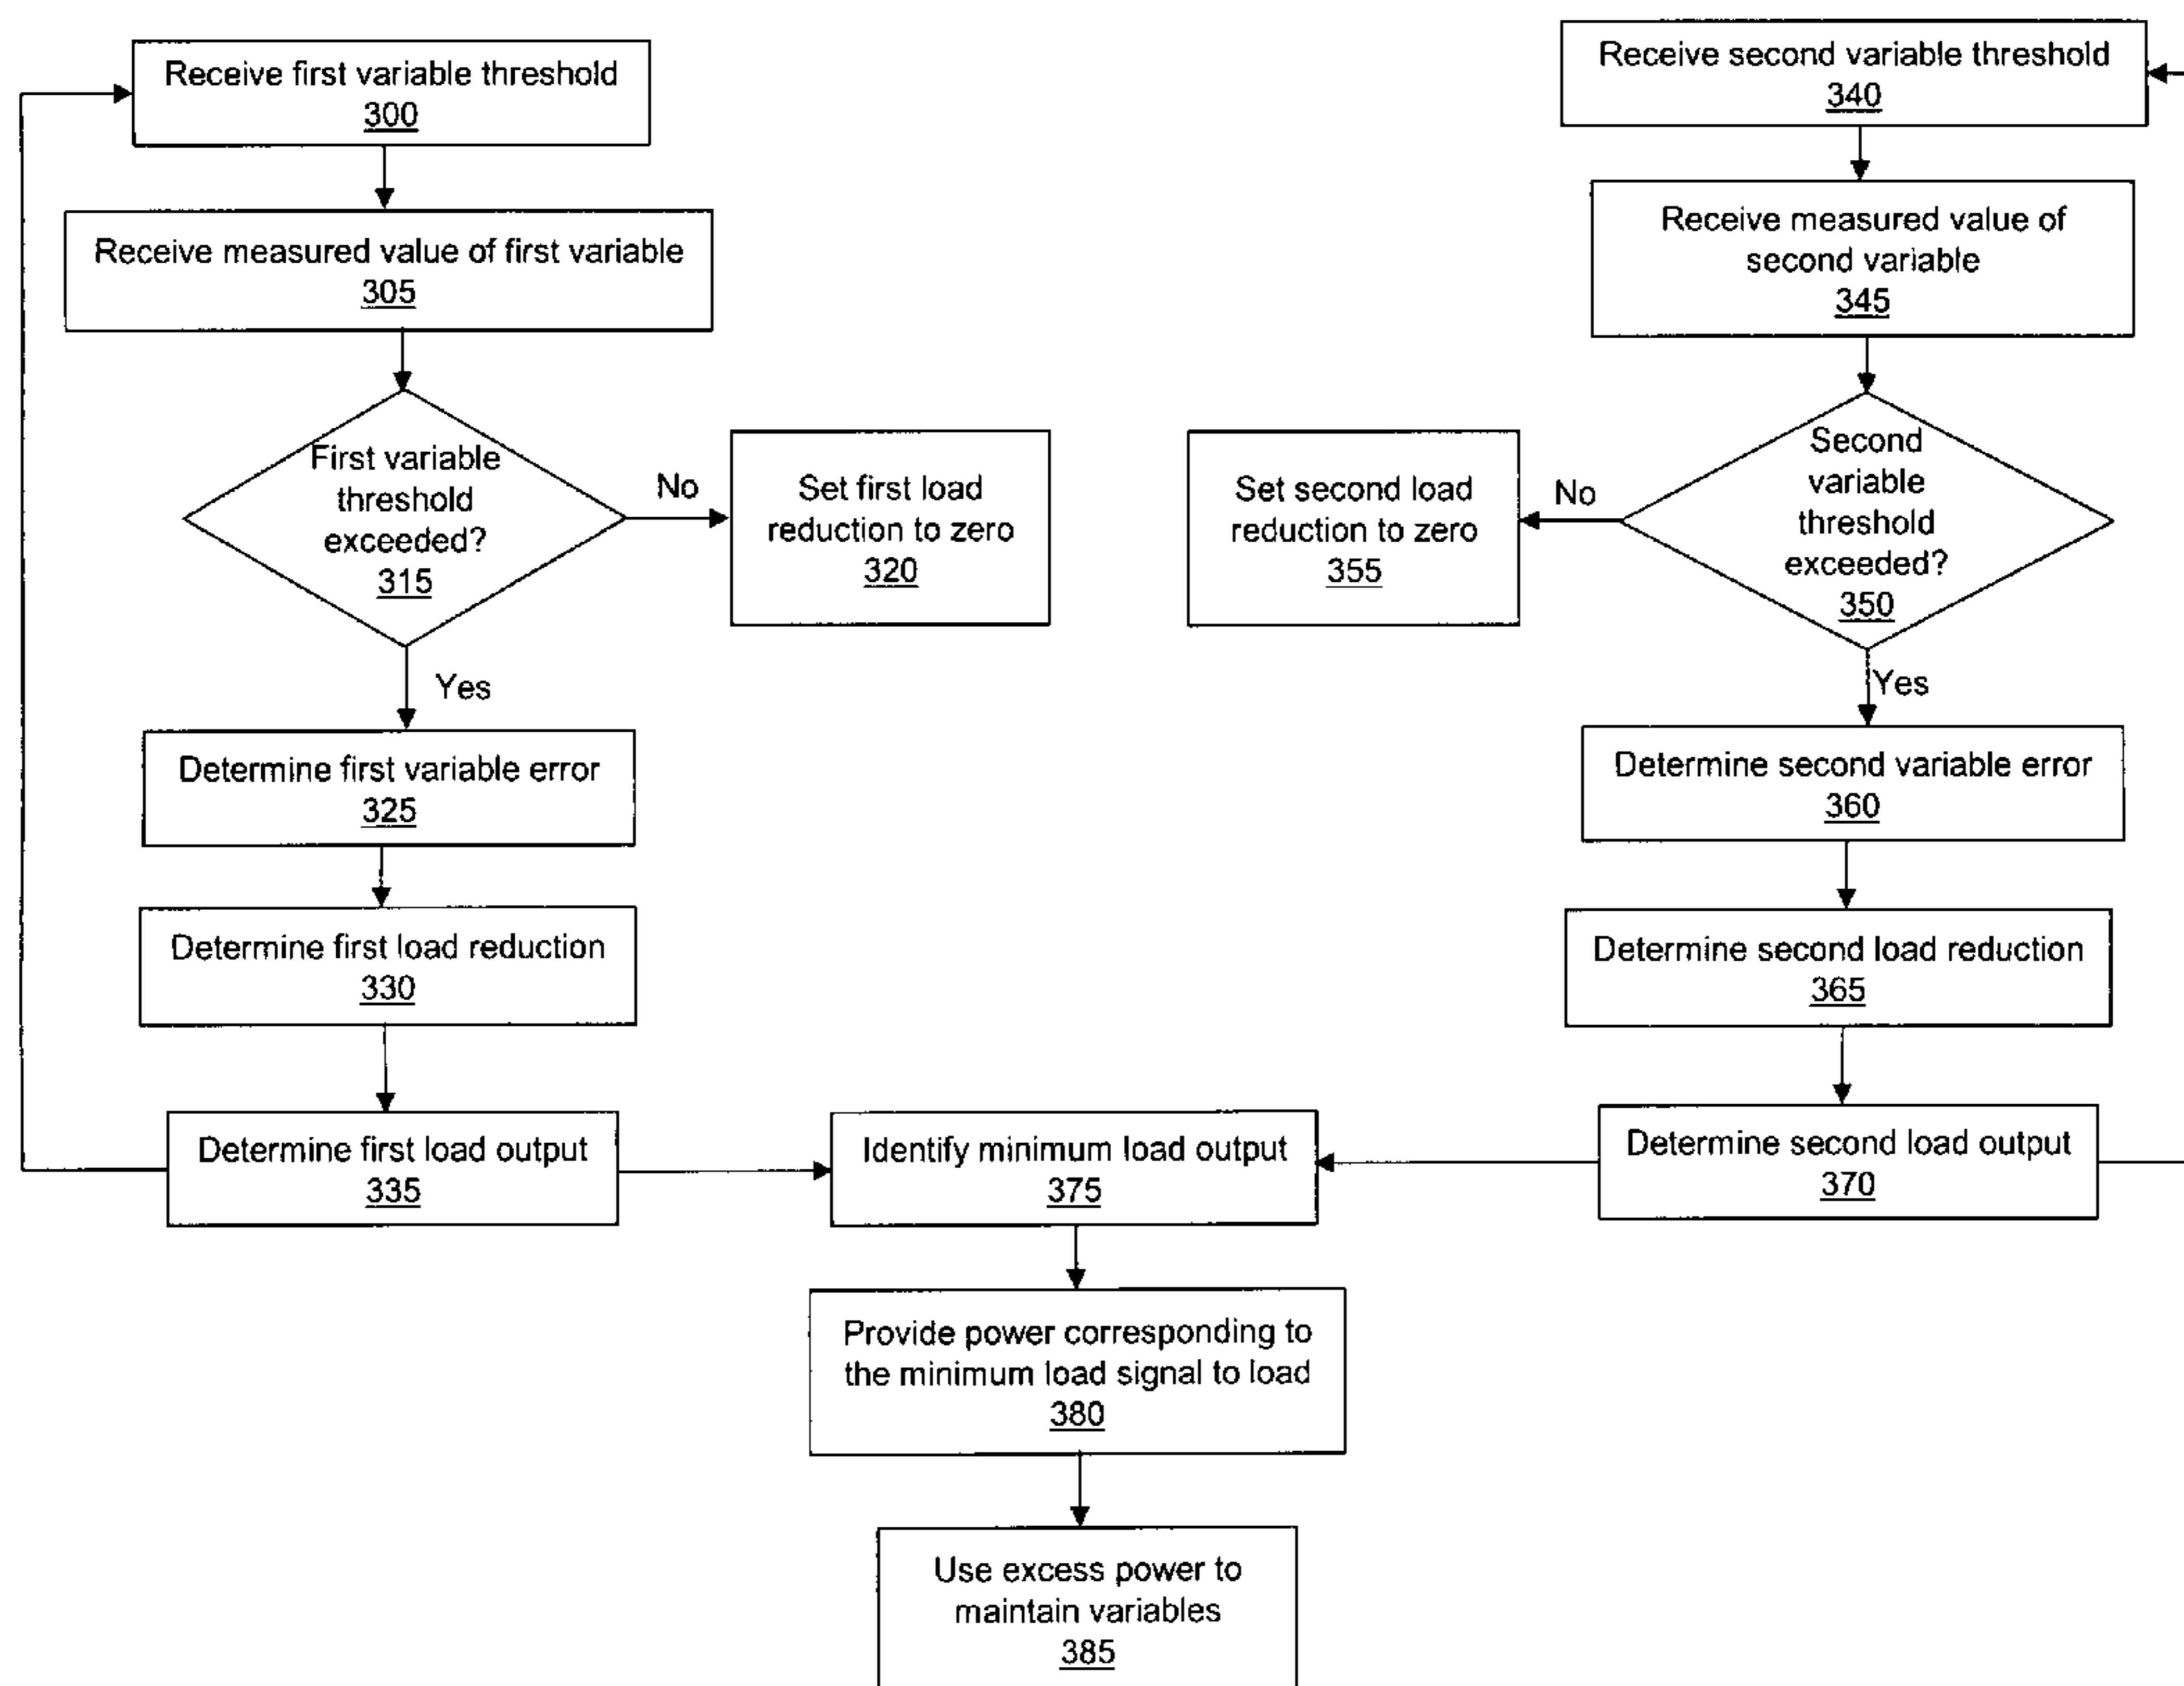 Receive first variable threshold
300
Receive measured value of first variable
305
First variable
threshold
exceeded?
315
No
Set first load
reduction to zero
320
Yes
Determine first variable error
325
Determine first load reduction
330
Determine first load output
335
Receive second variable threshold
340
Receive measured value of
second variable
345
Second
variable
threshold
exceeded?
350
No
Set second load
reduction to zero
355
Yes
Determine second variable error
360
Determine second load reduction
365
Determine second load output
370
Identify minimum load output
375
Provide power corresponding to
the minimum load signal to load
380
Use excess power to
maintain variables
385